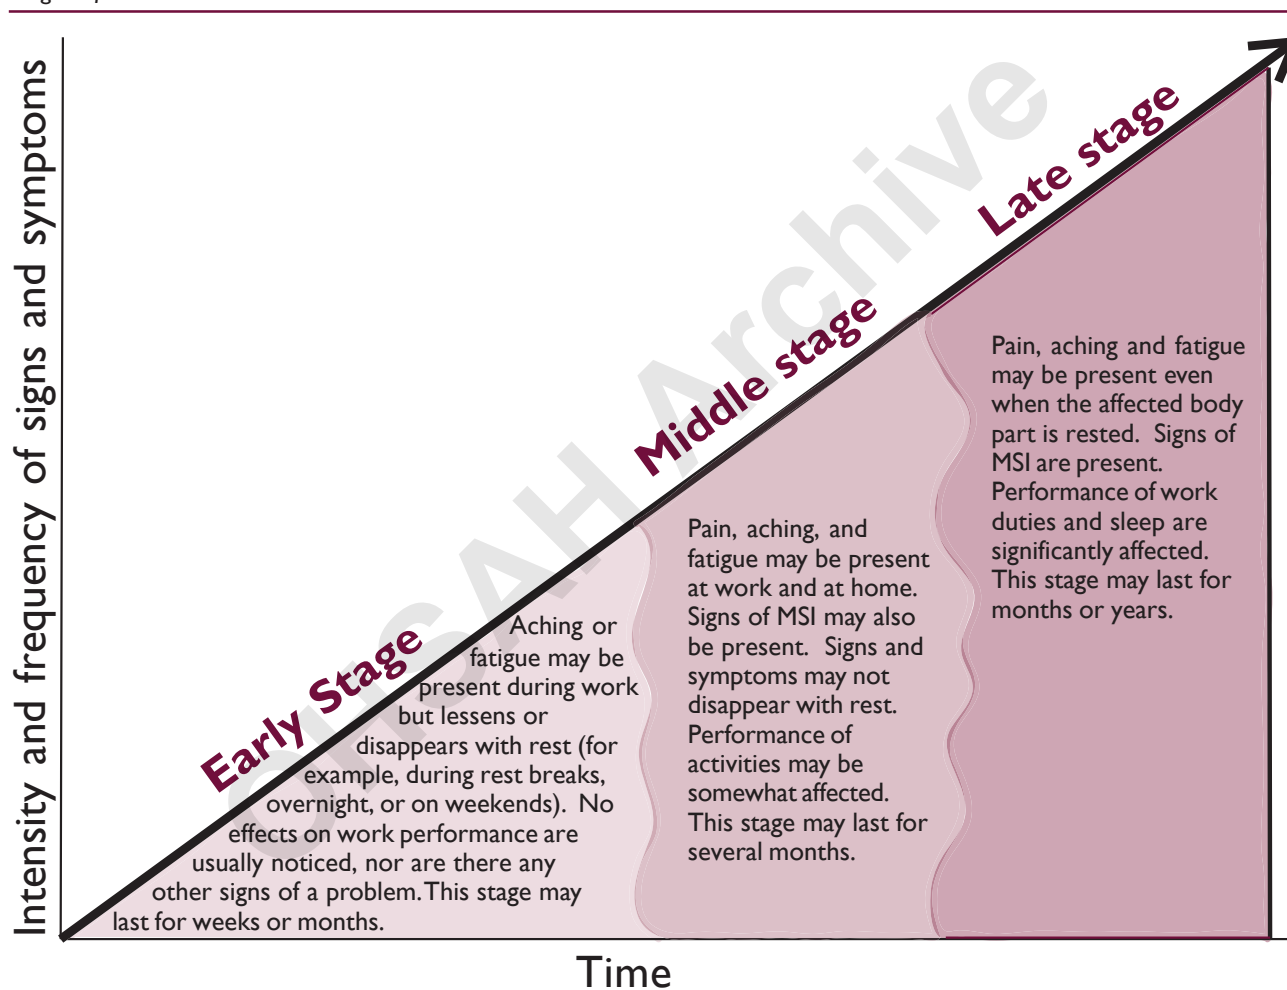 Intensity and frequency of signs and symptoms
Early Stage
Middle stage
Late stage
Aching or
fatigue may be
present during work
but lessens or
disappears with rest (for
example, during rest breaks,
overnight, or on weekends). No
effects on work performance are
usually noticed, nor are there any
other signs of a problem. This stage may
last for weeks or months.
Pain, aching, and
fatigue may be present
at work and at home.
Signs of MSI may also
be present. Signs and
symptoms may not
disappear with rest.
Performance of
activities may be
somewhat affected.
This stage may last for
several months.
Pain, aching and fatigue
may be present even
when the affected body
part is rested. Signs of
MSI are present.
Performance of work
duties and sleep are
significantly affected.
This stage may last for
months or years.
Time
OHSAH Archive